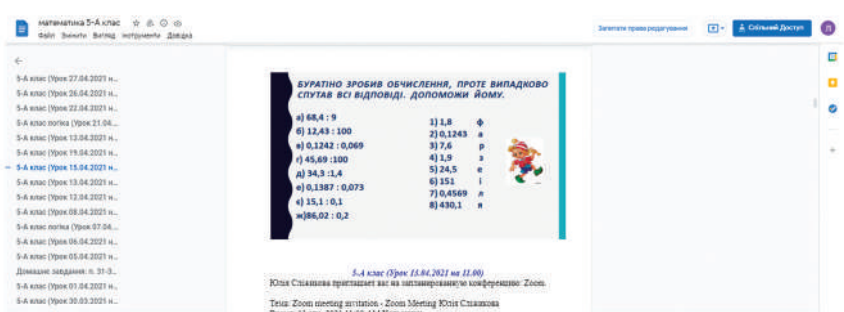 математика 5-А клас
Файл Змінити Вигляд Інструменти Довідка
Запитати права редагування
Спільний Доступ
П
5-А клас (Урок 27.04.2021 н...
5-А клас (Урок 26.04.2021 н...
5-А клас (Урок 22.04.2021 н...
5-А клас логіка (Урок 21.04....
5-А клас (Урок 13.04.2021 н...
5-А клас (Урок 19.04.2021 н...
5-А клас (Урок 15.04.2021 н...
5-А клас (Урок 13.04.2021 н...
5-А клас (Урок 12.04.2021 н...
5-А клас (Урок 08.04.2021 н...
5-А клас логіка (Урок 07.04....
5-А клас (Урок 06.04.2021 н...
5-А клас (Урок 05.04.2021 н...
Домашнє завдання: п. 31-3...
5-А клас (Урок 01.04.2021 н...
5-А клас (Урок 30.03.2021 н...
БУРАТІНО ЗРОБИВ ОБЧИСЛЕННЯ, ПРОТЕ ВИПАДКОВО
СПУТАВ ВСІ ВІДПОВІДІ. ДОПОМОЖИ ЙОМУ.
а) 68,4 : 9
б) 12,43 : 100
в) 0,1242 : 0,069
г) 45,69 :100
д) 34,3 :1,4
е) 0,1387 : 0,073
є) 15,1 : 0,1
ж)86,02 : 0,2
1) 1,8 ф
2) 0,1243 а
3) 7,6 р
4) 1,9 з
5) 24,5 е
6) 151 і
7) 0,4569 л
8) 430,1 я
5-А клас (Урок 13.04.2021 на 11.00)
Юлія Сліжикова приглашает вас на запланированную конференцию: Zoom.
Тема: Zoom meeting invitation - Zoom Meeting Юлія